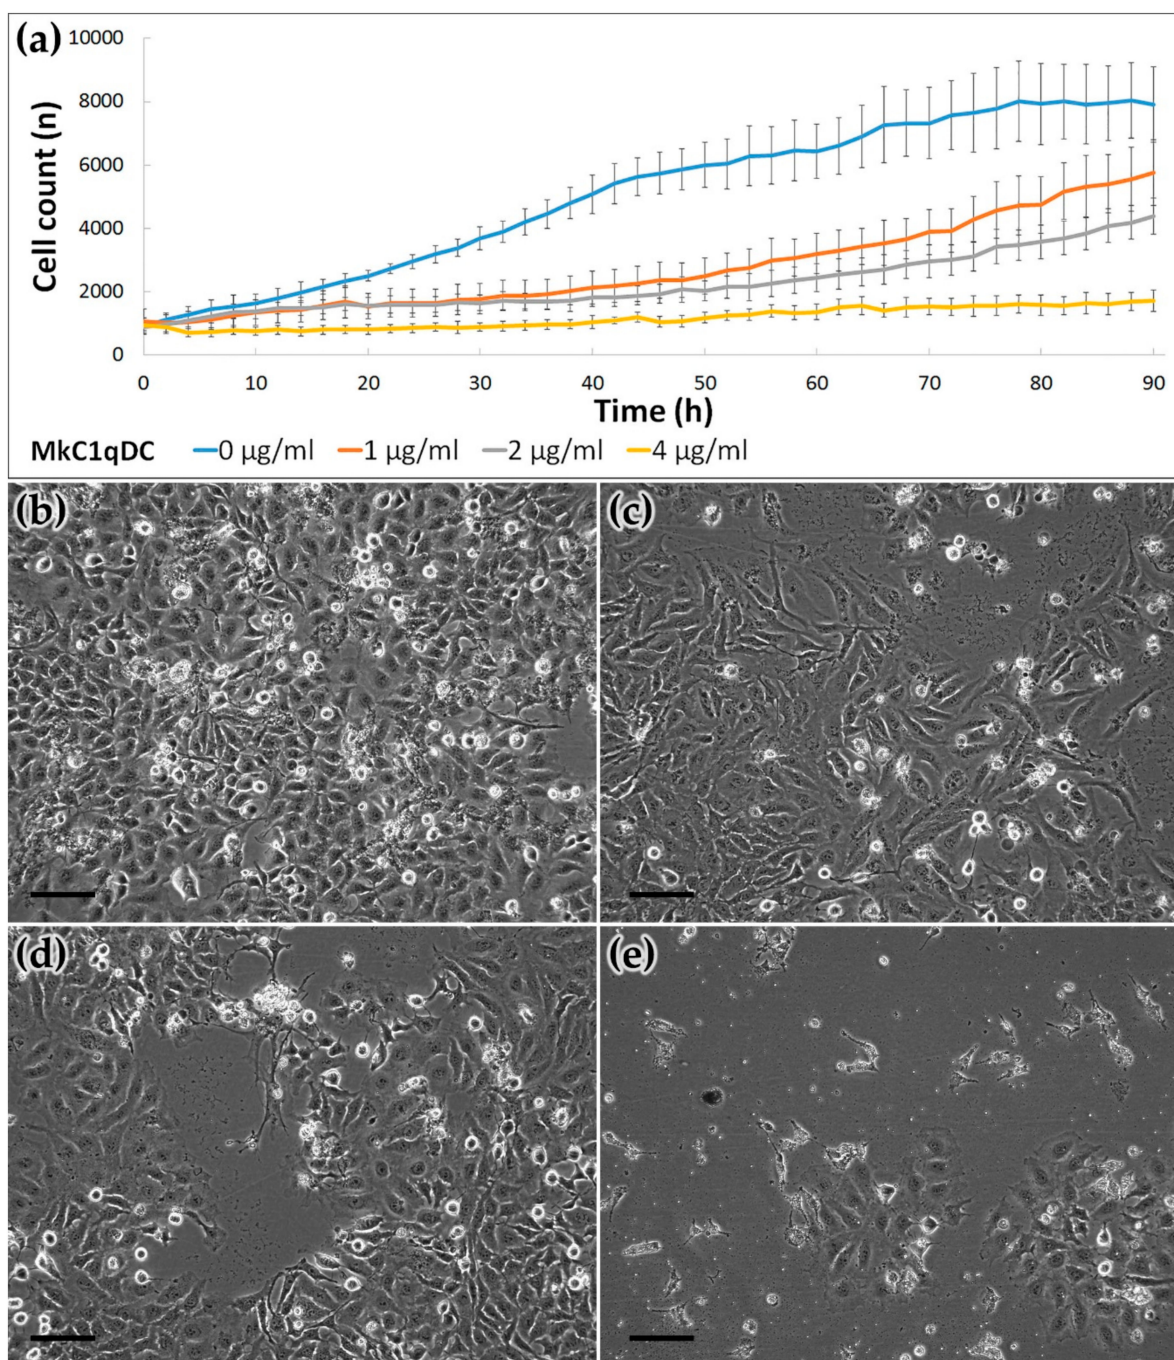 (a)
10000
8000
6000
4000
2000
0
Cell count (n)
0 10 20 30 40 50 60 70 80 90
Time (h)
MkC1qDC 0 μg/ml 1 μg/ml 2 μg/ml 4 μg/ml
(b) (c)
(d) (e)